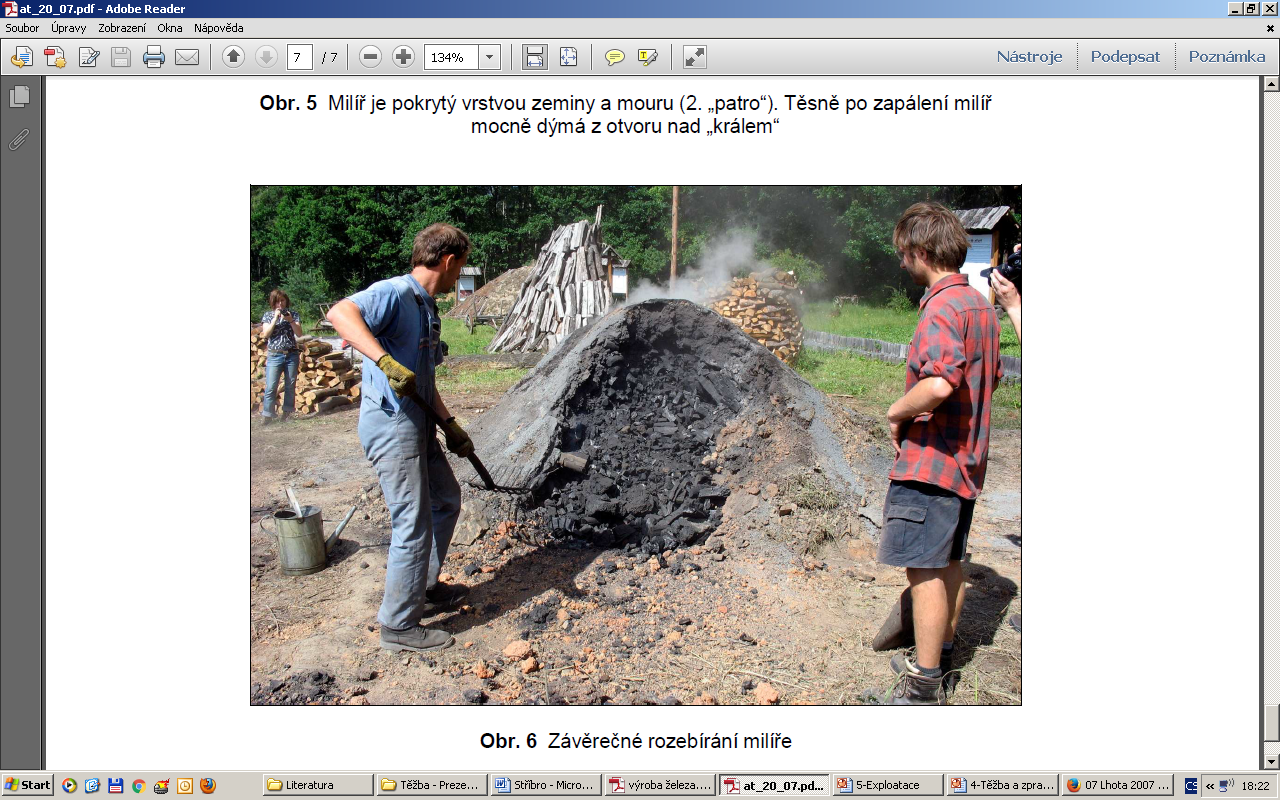 at_20_07.pdf - Adobe Reader
Soubor Úpravy Zobrazení Okna Nápověda
7 / 7 134% Nástroje Podepsat Poznámka
Obr. 5 Milíř je pokrytý vrstvou zeminy a mouru (2. „patro“). Těsně po zapálení milíř
mocně dýmá z otvoru nad „králem“
Obr. 6 Závěrečné rozebírání milíře
Start Literatura Těžba - Preze... Stříbro - Micro... výroba železa.... at_20_07.pd... 5-Exploatace 4-Těžba a zpra... 07 Lhota 2007 ... CS « 18:22